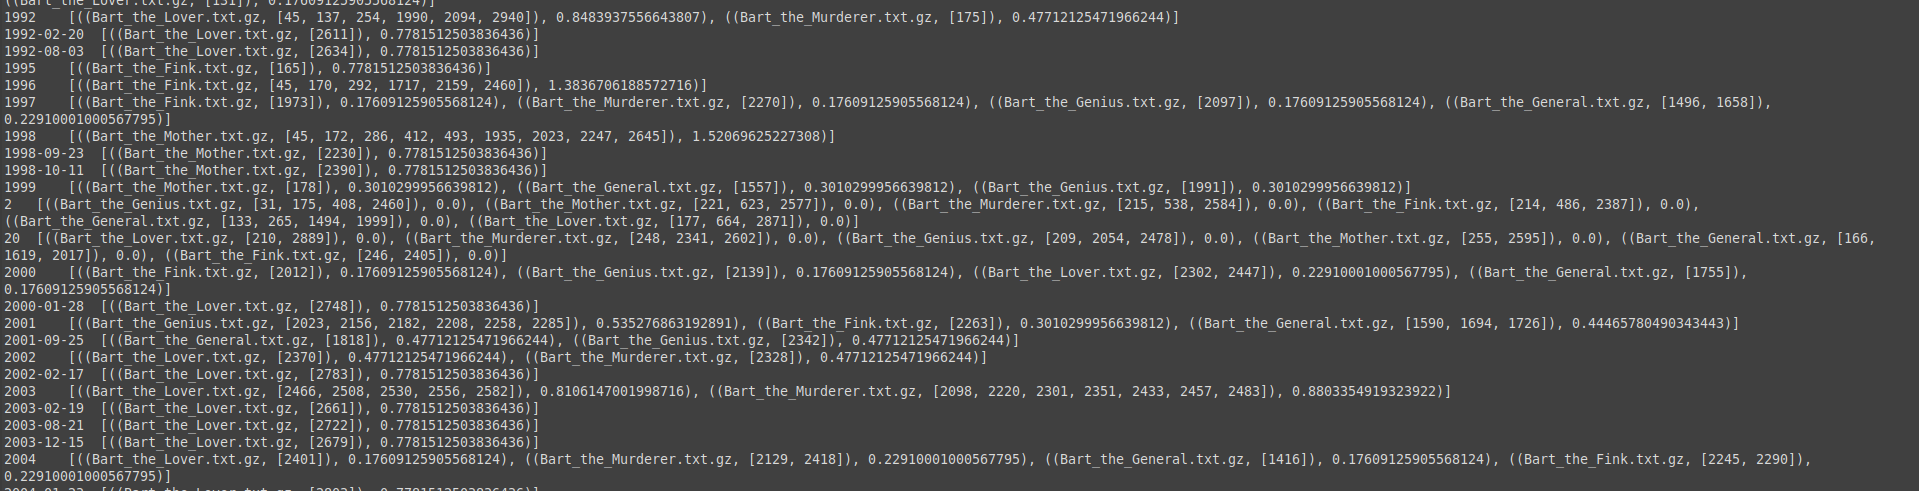 ((Bart_the_Lover.txt.gz, [131]), 0.17609125905568124)]
1992    [((Bart_the_Lover.txt.gz, [45, 137, 254, 1990, 2094, 2940]), 0.8483937556643807), ((Bart_the_Murderer.txt.gz, [175]), 0.47712125471966244)]
1992-02-20  [((Bart_the_Lover.txt.gz, [2611]), 0.7781512503836436)]
1992-08-03  [((Bart_the_Lover.txt.gz, [2634]), 0.7781512503836436)]
1995    [((Bart_the_Fink.txt.gz, [165]), 0.7781512503836436)]
1996    [((Bart_the_Fink.txt.gz, [45, 170, 292, 1717, 2159, 2460]), 1.3836706188572716)]
1997    [((Bart_the_Fink.txt.gz, [1973]), 0.17609125905568124), ((Bart_the_Murderer.txt.gz, [2270]), 0.17609125905568124), ((Bart_the_Genius.txt.gz, [2097]), 0.17609125905568124), ((Bart_the_General.txt.gz, [1496, 1658]),
0.22910001000567795)]
1998    [((Bart_the_Mother.txt.gz, [45, 172, 286, 412, 493, 1935, 2023, 2247, 2645]), 1.52069625227308)]
1998-09-23  [((Bart_the_Mother.txt.gz, [2230]), 0.7781512503836436)]
1998-10-11  [((Bart_the_Mother.txt.gz, [2390]), 0.7781512503836436)]
1999    [((Bart_the_Mother.txt.gz, [178]), 0.3010299956639812), ((Bart_the_General.txt.gz, [1557]), 0.3010299956639812), ((Bart_the_Genius.txt.gz, [1991]), 0.3010299956639812)]
2   [((Bart_the_Genius.txt.gz, [31, 175, 408, 2460]), 0.0), ((Bart_the_Mother.txt.gz, [221, 623, 2577]), 0.0), ((Bart_the_Murderer.txt.gz, [215, 538, 2584]), 0.0), ((Bart_the_Fink.txt.gz, [214, 486, 2387]), 0.0),
((Bart_the_General.txt.gz, [133, 265, 1494, 1999]), 0.0), ((Bart_the_Lover.txt.gz, [177, 664, 2871]), 0.0)]
20  [((Bart_the_Lover.txt.gz, [210, 2889]), 0.0), ((Bart_the_Murderer.txt.gz, [248, 2341, 2602]), 0.0), ((Bart_the_Genius.txt.gz, [209, 2054, 2478]), 0.0), ((Bart_the_Mother.txt.gz, [255, 2595]), 0.0), ((Bart_the_General.txt.gz, [166,
1619, 2017]), 0.0), ((Bart_the_Fink.txt.gz, [246, 2405]), 0.0)]
2000    [((Bart_the_Fink.txt.gz, [2012]), 0.17609125905568124), ((Bart_the_Genius.txt.gz, [2139]), 0.17609125905568124), ((Bart_the_Lover.txt.gz, [2302, 2447]), 0.22910001000567795), ((Bart_the_General.txt.gz, [1755]),
0.17609125905568124)]
2000-01-28  [((Bart_the_Lover.txt.gz, [2748]), 0.7781512503836436)]
2001    [((Bart_the_Genius.txt.gz, [2023, 2156, 2182, 2208, 2258, 2285]), 0.535276863192891), ((Bart_the_Fink.txt.gz, [2263]), 0.3010299956639812), ((Bart_the_General.txt.gz, [1590, 1694, 1726]), 0.44465780490343443)]
2001-09-25  [((Bart_the_General.txt.gz, [1818]), 0.47712125471966244), ((Bart_the_Genius.txt.gz, [2342]), 0.47712125471966244)]
2002    [((Bart_the_Lover.txt.gz, [2370]), 0.47712125471966244), ((Bart_the_Murderer.txt.gz, [2328]), 0.47712125471966244)]
2002-02-17  [((Bart_the_Lover.txt.gz, [2783]), 0.7781512503836436)]
2003    [((Bart_the_Lover.txt.gz, [2466, 2508, 2530, 2556, 2582]), 0.8106147001998716), ((Bart_the_Murderer.txt.gz, [2098, 2220, 2301, 2351, 2433, 2457, 2483]), 0.8803354919323922)]
2003-02-19  [((Bart_the_Lover.txt.gz, [2661]), 0.7781512503836436)]
2003-08-21  [((Bart_the_Lover.txt.gz, [2722]), 0.7781512503836436)]
2003-12-15  [((Bart_the_Lover.txt.gz, [2679]), 0.7781512503836436)]
2004    [((Bart_the_Lover.txt.gz, [2401]), 0.17609125905568124), ((Bart_the_Murderer.txt.gz, [2129, 2418]), 0.22910001000567795), ((Bart_the_General.txt.gz, [1416]), 0.17609125905568124), ((Bart_the_Fink.txt.gz, [2245, 2290]),
0.22910001000567795)]